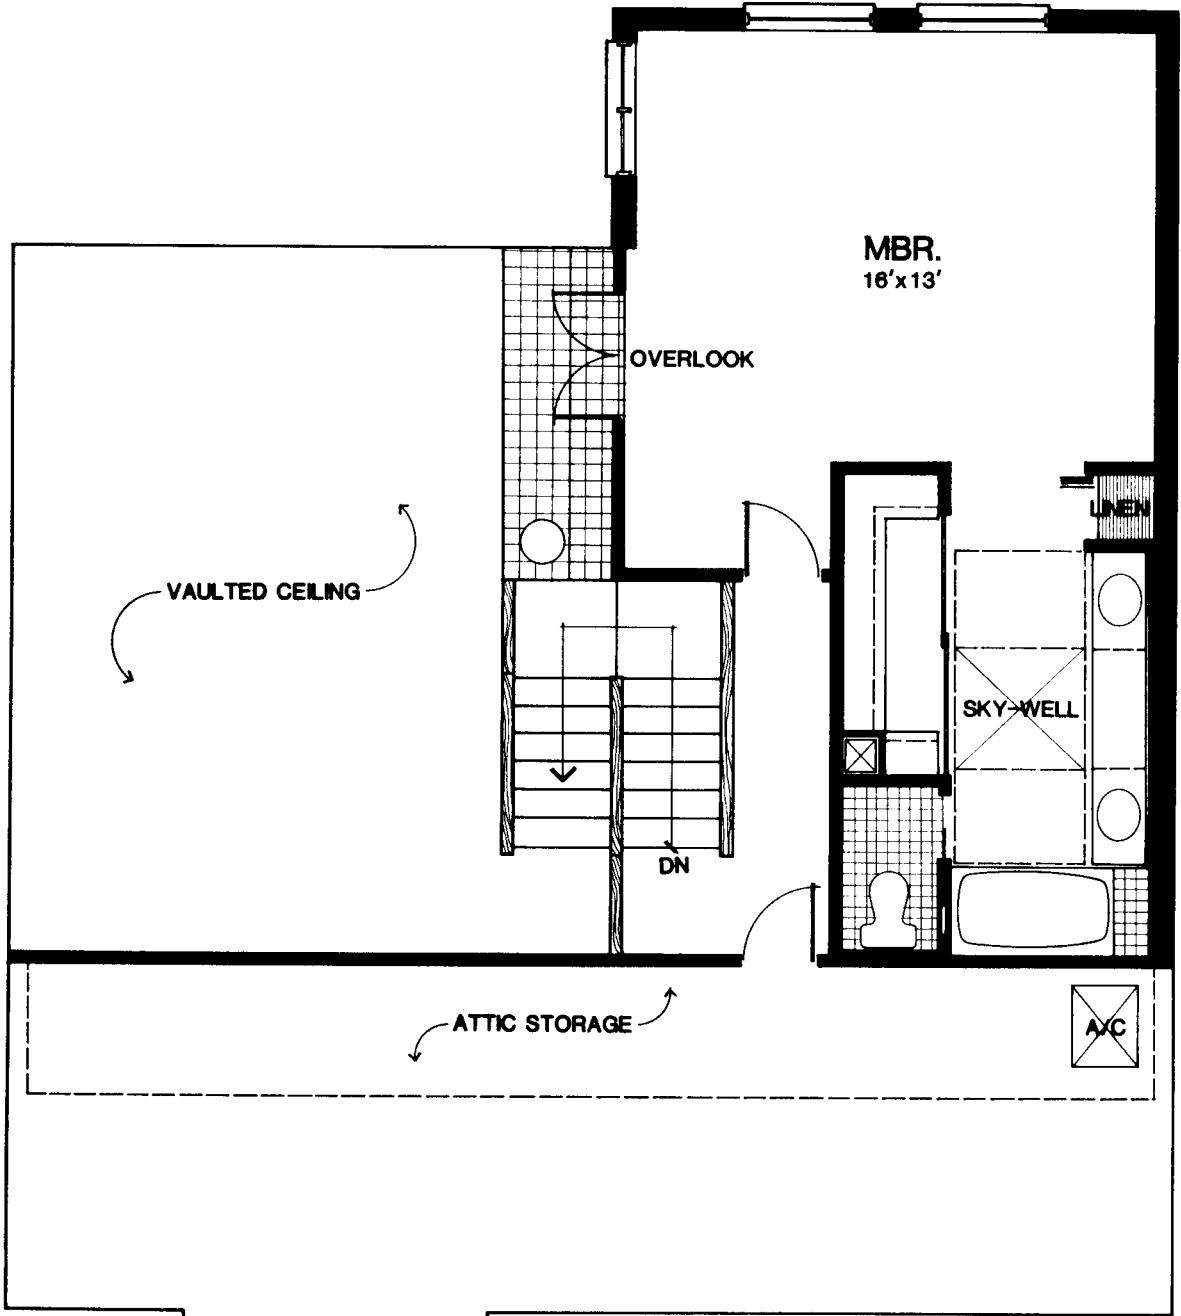 MBR.
16'x13'
OVERLOOK
LINEN
VAULTED CEILING
SKY-WELL
DN
ATTIC STORAGE
A/C